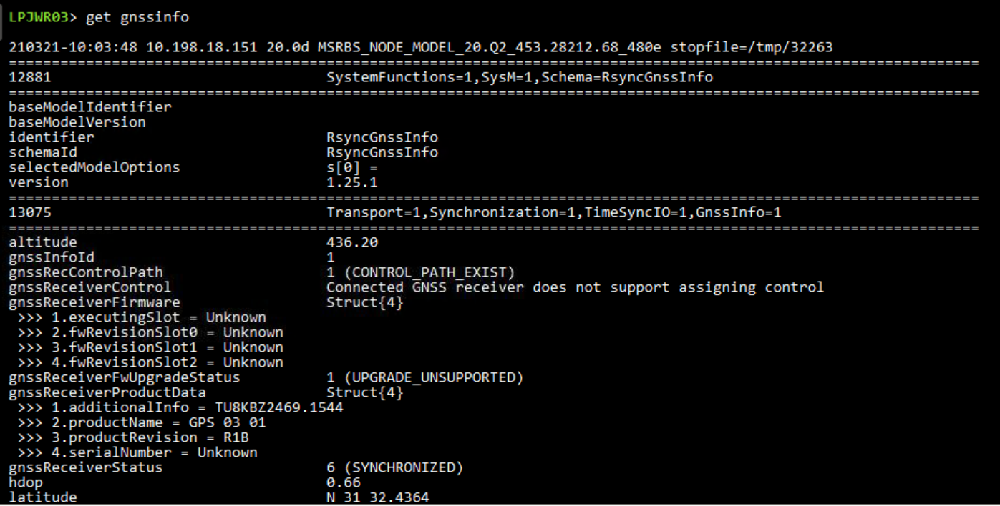 LPJWR03> get gnssinfo
210321-10:03:48 10.198.18.151 20.0d MSRBS_NODE_MODEL_20.Q2_453.28212.68_480e stopfile=/tmp/32263
=================================================================================================================
12881 SystemFunctions=1,SysM=1,Schema=RsyncGnssInfo
=================================================================================================================
baseModelIdentifier
baseModelVersion
identifier RsyncGnssInfo
schemaId RsyncGnssInfo
selectedModelOptions s[0] =
version 1.25.1
=================================================================================================================
13075 Transport=1,Synchronization=1,TimeSyncIO=1,GnssInfo=1
=================================================================================================================
altitude 436.20
gnssInfoId 1
gnssRecControlPath 1 (CONTROL_PATH_EXIST)
gnssReceiverControl Connected GNSS receiver does not support assigning control
gnssReceiverFirmware Struct{4}
>>> 1.executingSlot = Unknown
>>> 2.fwRevisionSlot0 = Unknown
>>> 3.fwRevisionSlot1 = Unknown
>>> 4.fwRevisionSlot2 = Unknown
gnssReceiverFwUpgradeStatus 1 (UPGRADE_UNSUPPORTED)
gnssReceiverProductData Struct{4}
>>> 1.additionalInfo = TU8KBZ2469.1544
>>> 2.productName = GPS 03 01
>>> 3.productRevision = R1B
>>> 4.serialNumber = Unknown
gnssReceiverStatus 6 (SYNCHRONIZED)
hdop 0.66
latitude N 31 32.4364